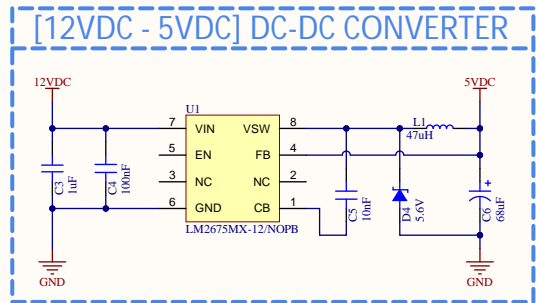 [12VDC - 5VDC] DC-DC CONVERTER
12VDC
5VDC
U1
L1
47uH
7 VIN VSW 8
5 EN FB 4
3 NC NC 2
6 GND CB 1
LM2675MX-12/NOPB
C3
1uF
C4
100nF
C5
10nF
D4
5.6V
+
C6
68uF
GND
GND